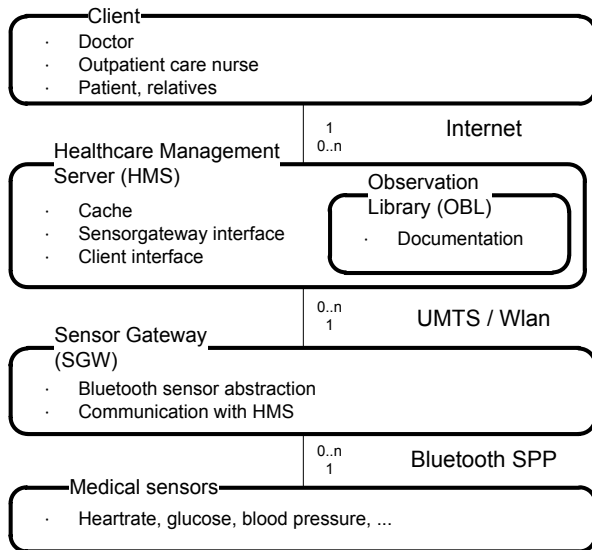 Client
· Doctor
· Outpatient care nurse
· Patient, relatives
1
0..n
Internet
Healthcare Management
Server (HMS)
· Cache
· Sensorgateway interface
· Client interface
Observation
Library (OBL)
· Documentation
0..n
1
UMTS / Wlan
Sensor Gateway
(SGW)
· Bluetooth sensor abstraction
· Communication with HMS
0..n
1
Bluetooth SPP
Medical sensors
· Heartrate, glucose, blood pressure, ...